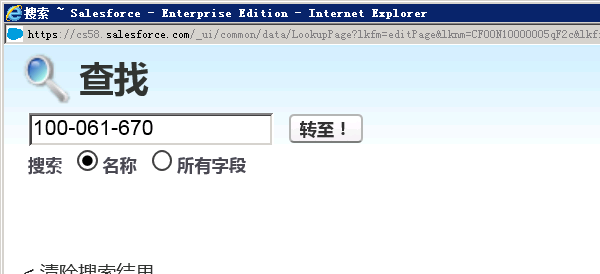 搜索 ~ Salesforce - Enterprise Edition - Internet Explorer
https://cs58.salesforce.com/_ui/common/data/LookupPage?lkfm=editPage&lknm=CF00N10000005qF2c&lkf
查找
100-061-670 转至！
搜索 名称 所有字段
< 清除搜索结果